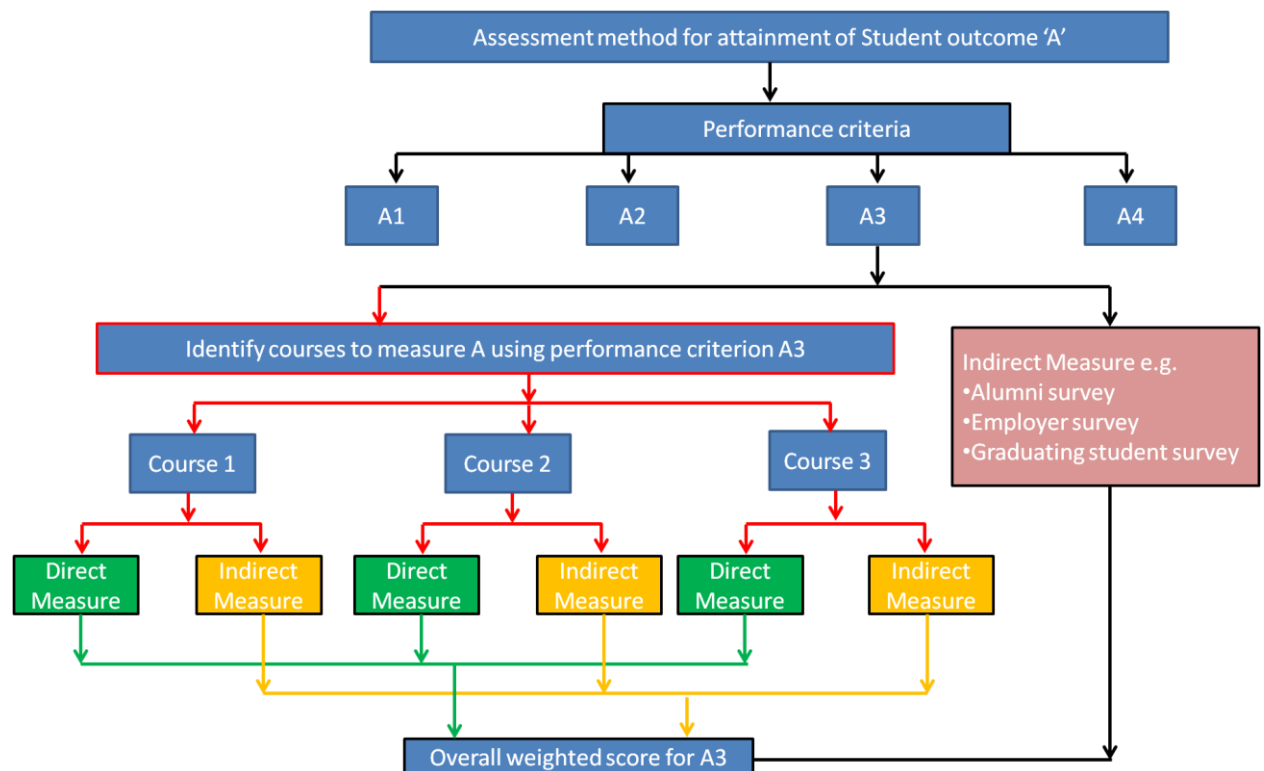 Assessment method for attainment of Student outcome ‘A’
Performance criteria
A1
A2
A3
A4
Identify courses to measure A using performance criterion A3
Indirect Measure e.g.
•Alumni survey
•Employer survey
•Graduating student survey
Course 1
Course 2
Course 3
Direct
Measure
Indirect
Measure
Direct
Measure
Indirect
Measure
Direct
Measure
Indirect
Measure
Overall weighted score for A3